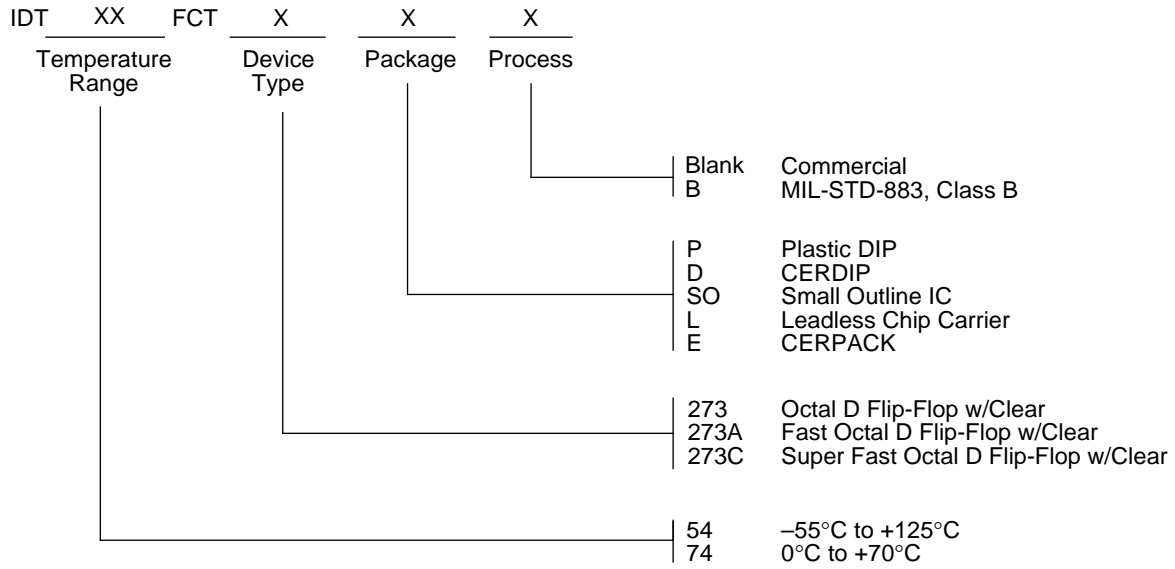 IDT XX FCT X X X
Temperature Range
Device Type
Package
Process
Blank Commercial
B MIL-STD-883, Class B
P Plastic DIP
D CERDIP
SO Small Outline IC
L Leadless Chip Carrier
E CERPACK
273 Octal D Flip-Flop w/Clear
273A Fast Octal D Flip-Flop w/Clear
273C Super Fast Octal D Flip-Flop w/Clear
54 –55°C to +125°C
74 0°C to +70°C